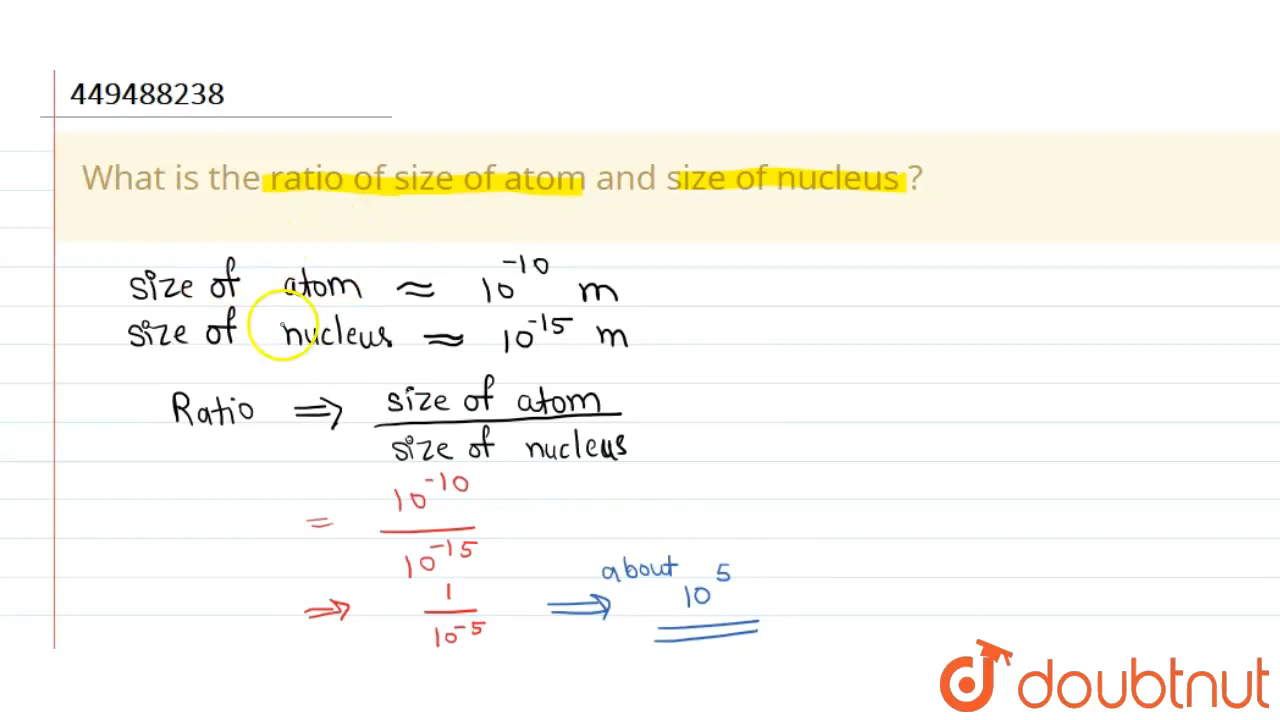 449488238
What is the ratio of size of atom and size of nucleus ?
size of atom ≈ 10⁻¹⁰ m
size of nucleus ≈ 10⁻¹⁵ m
Ratio ⇒ size of atom
size of nucleus
= 10⁻¹⁰
10⁻¹⁵
⇒ 1
10⁻⁵
⇒ about 10⁵
doubtnut